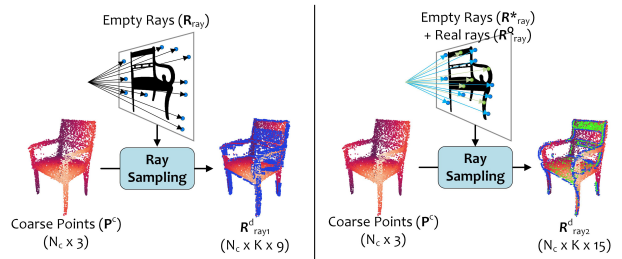 Empty Rays (R_ray)
Ray
Sampling
Coarse Points (P^c)
(N_c x 3)
R^d_ray1
(N_c x K x 9)
Empty Rays (R*_ray)
+ Real rays (R^Q_ray)
Ray
Sampling
Coarse Points (P^c)
(N_c x 3)
R^d_ray2
(N_c x K x 15)